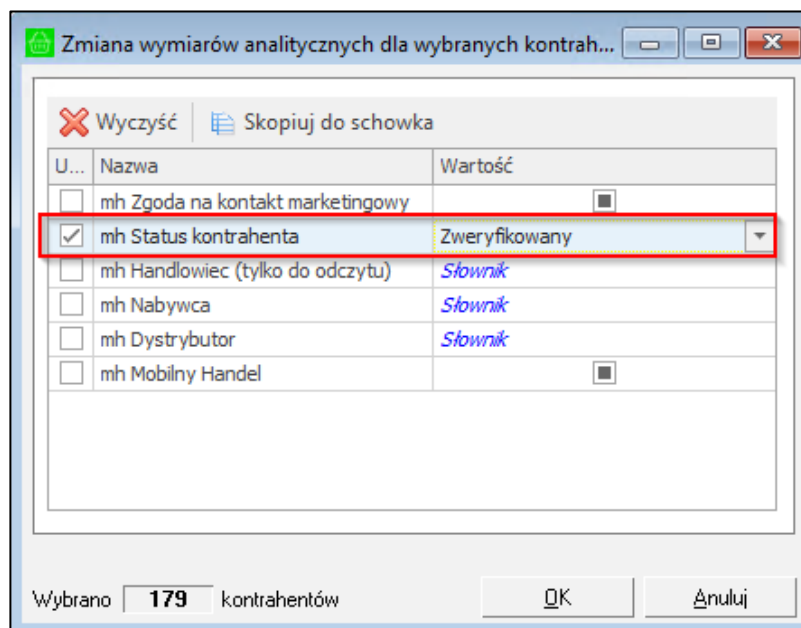 Zmiana wymiarów analitycznych dla wybranych kontrah...
Wyczyść Skopiuj do schowka
U... Nazwa Wartość
mh Zgoda na kontakt marketingowy
mh Status kontrahenta Zweryfikowany
mh Handlowiec (tylko do odczytu) Słownik
mh Nabywca Słownik
mh Dystrybutor Słownik
mh Mobilny Handel
Wybrano 179 kontrahentów OK Anuluj